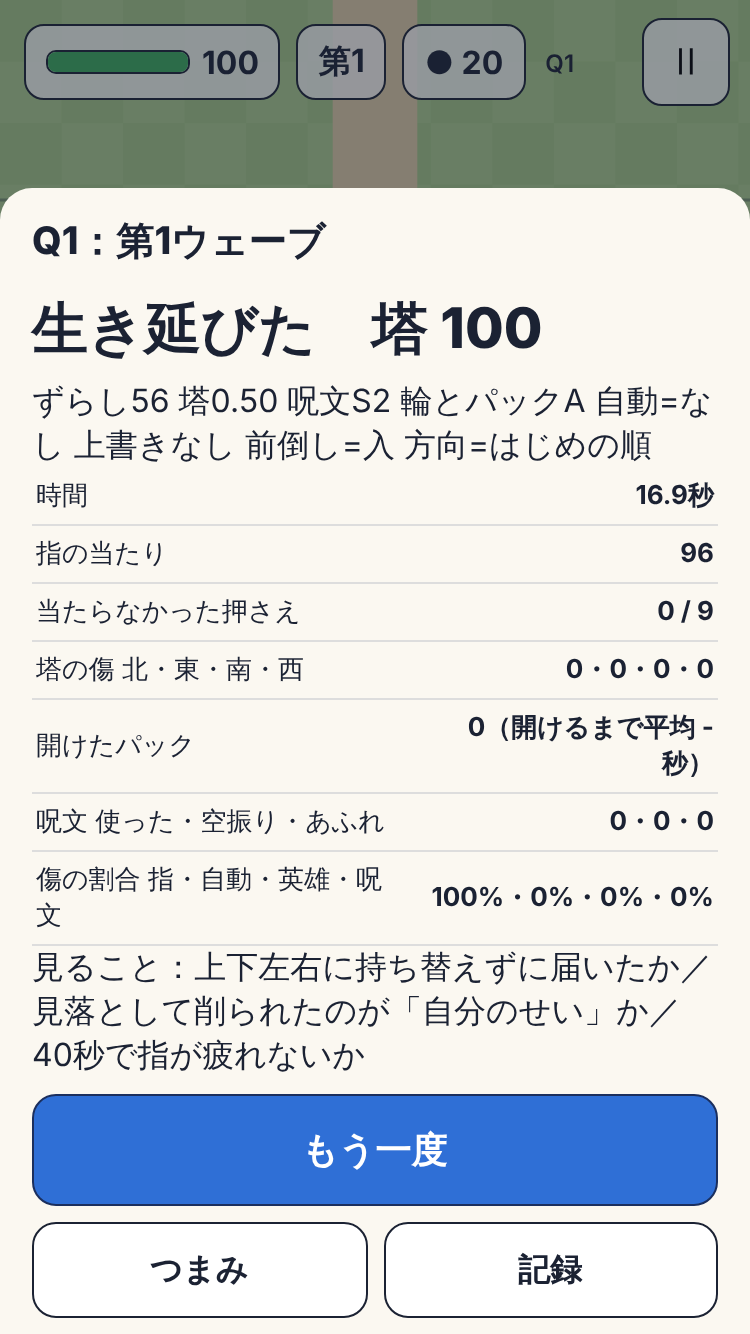 100 第1 ● 20 Q1 ||
Q1：第1ウェーブ
生き延びた　塔 100
ずらし56 塔0.50 呪文S2 輪とパックA 自動=な
し 上書きなし 前倒し=入 方向=はじめの順
時間 16.9秒
指の当たり 96
当たらなかった押さえ 0 / 9
塔の傷 北・東・南・西 0・0・0・0
開けたパック 0（開けるまで平均 -
秒）
呪文 使った・空振り・あふれ 0・0・0
傷の割合 指・自動・英雄・呪
文 100%・0%・0%・0%
見ること：上下左右に持ち替えずに届いたか／
見落として削られたのが「自分のせい」か／
40秒で指が疲れないか
もう一度
つまみ 記録